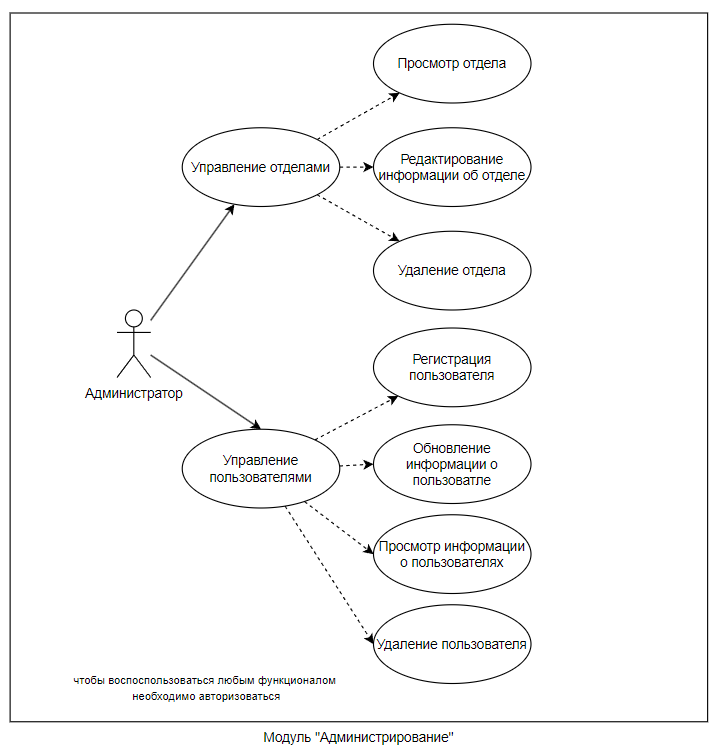 Просмотр отдела
Управление отделами
Редактирование
информации об отделе
Удаление отдела
Администратор
Регистрация
пользователя
Управление
пользователями
Обновление
информации о
пользоватле
Просмотр информации
о пользователях
Удаление пользователя
чтобы воспоспользоваться любым функционалом
необходимо авторизоваться
Модуль "Администрирование"